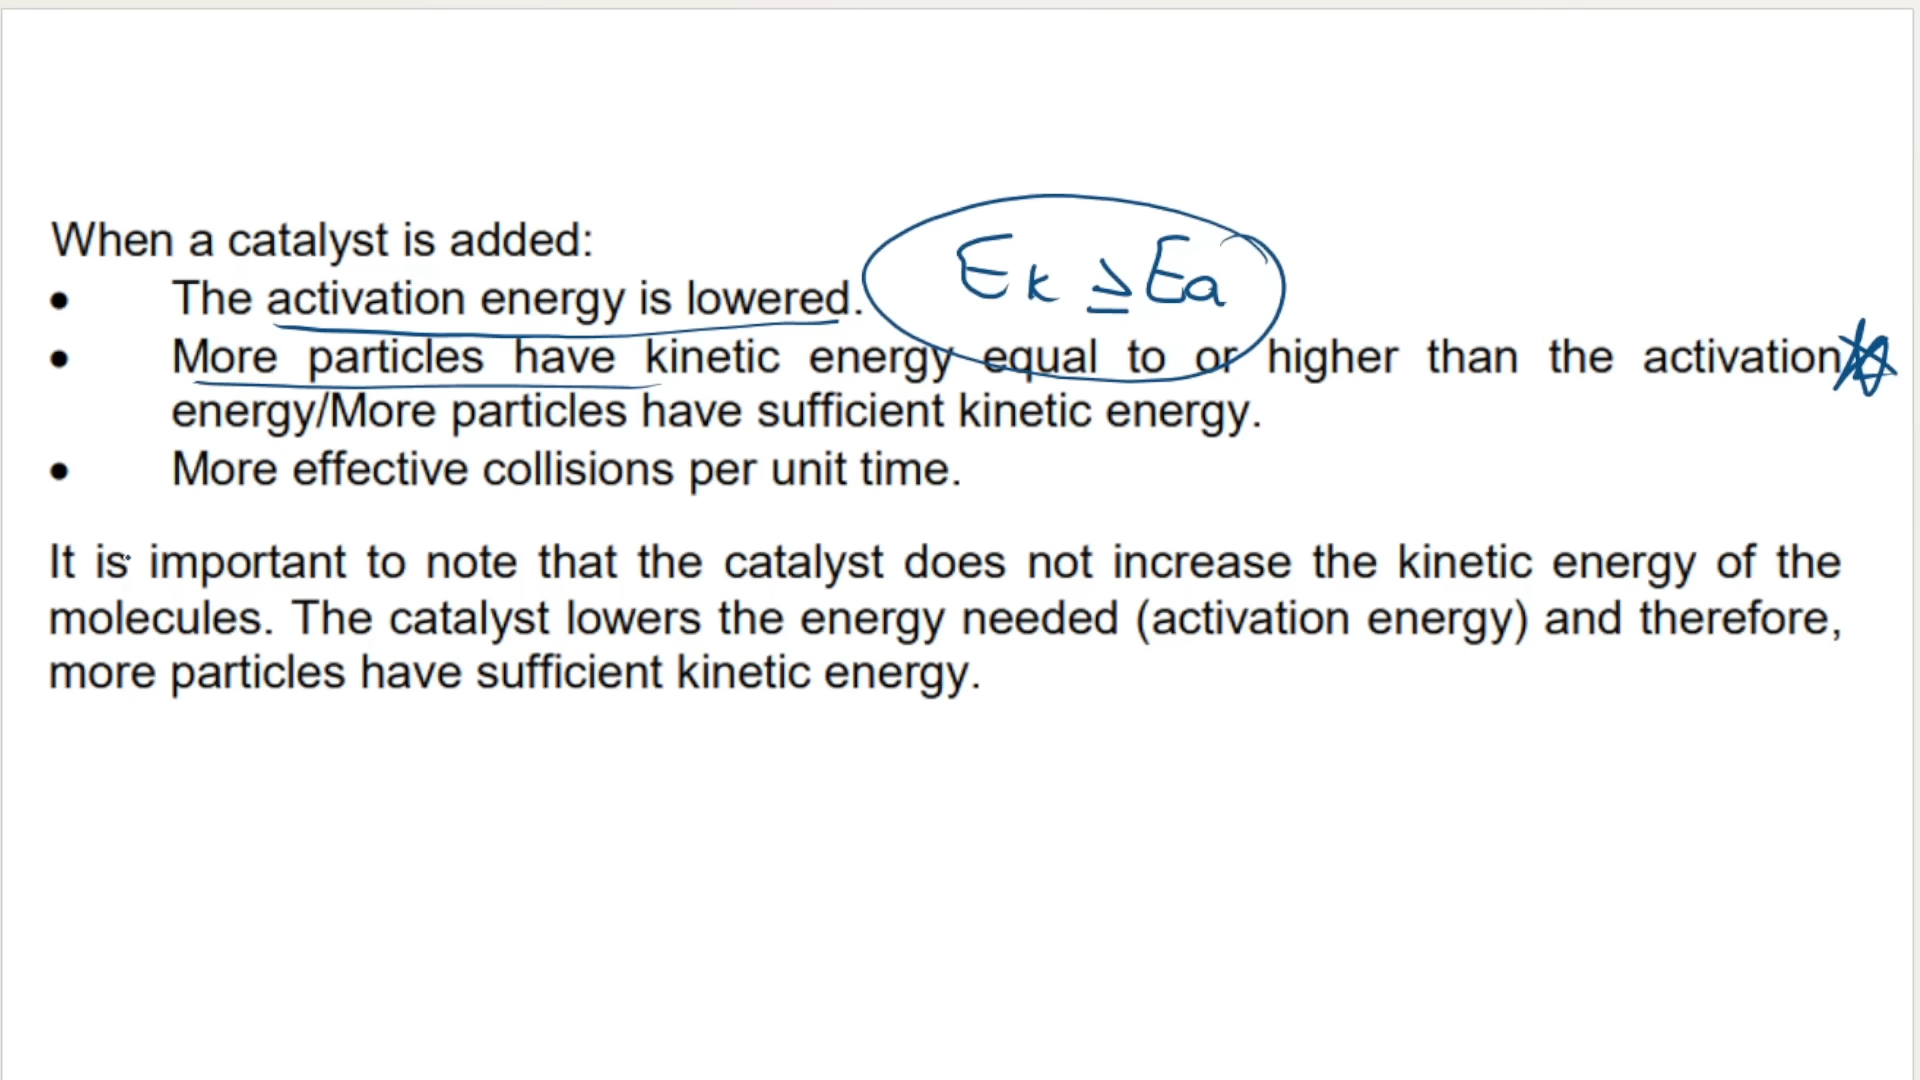 When a catalyst is added:
Ek ≥ Ea
• The activation energy is lowered.
• More particles have kinetic energy equal to or higher than the activation
energy/More particles have sufficient kinetic energy.
• More effective collisions per unit time.
It is important to note that the catalyst does not increase the kinetic energy of the
molecules. The catalyst lowers the energy needed (activation energy) and therefore,
more particles have sufficient kinetic energy.